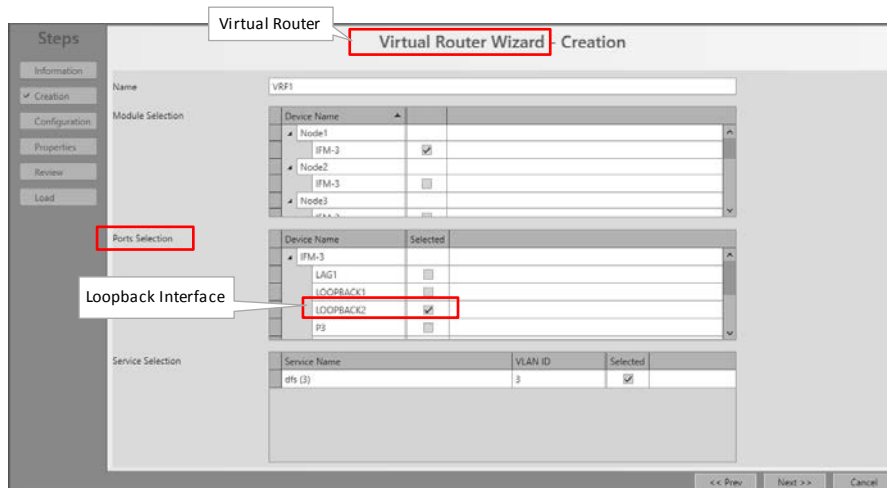 Virtual Router
Steps
Virtual Router Wizard - Creation
Information
Creation
Configuration
Properties
Review
Load
Name
VRF1
Module Selection
Device Name
Node1
IFM-3
Node2
IFM-3
Node3
IFM-3
Ports Selection
Device Name Selected
IFM-3
LAG1
LOOPBACK1
Loopback Interface
LOOPBACK2
P3
Service Selection
Service Name VLAN ID Selected
dfs (3) 3
<< Prev Next >> Cancel